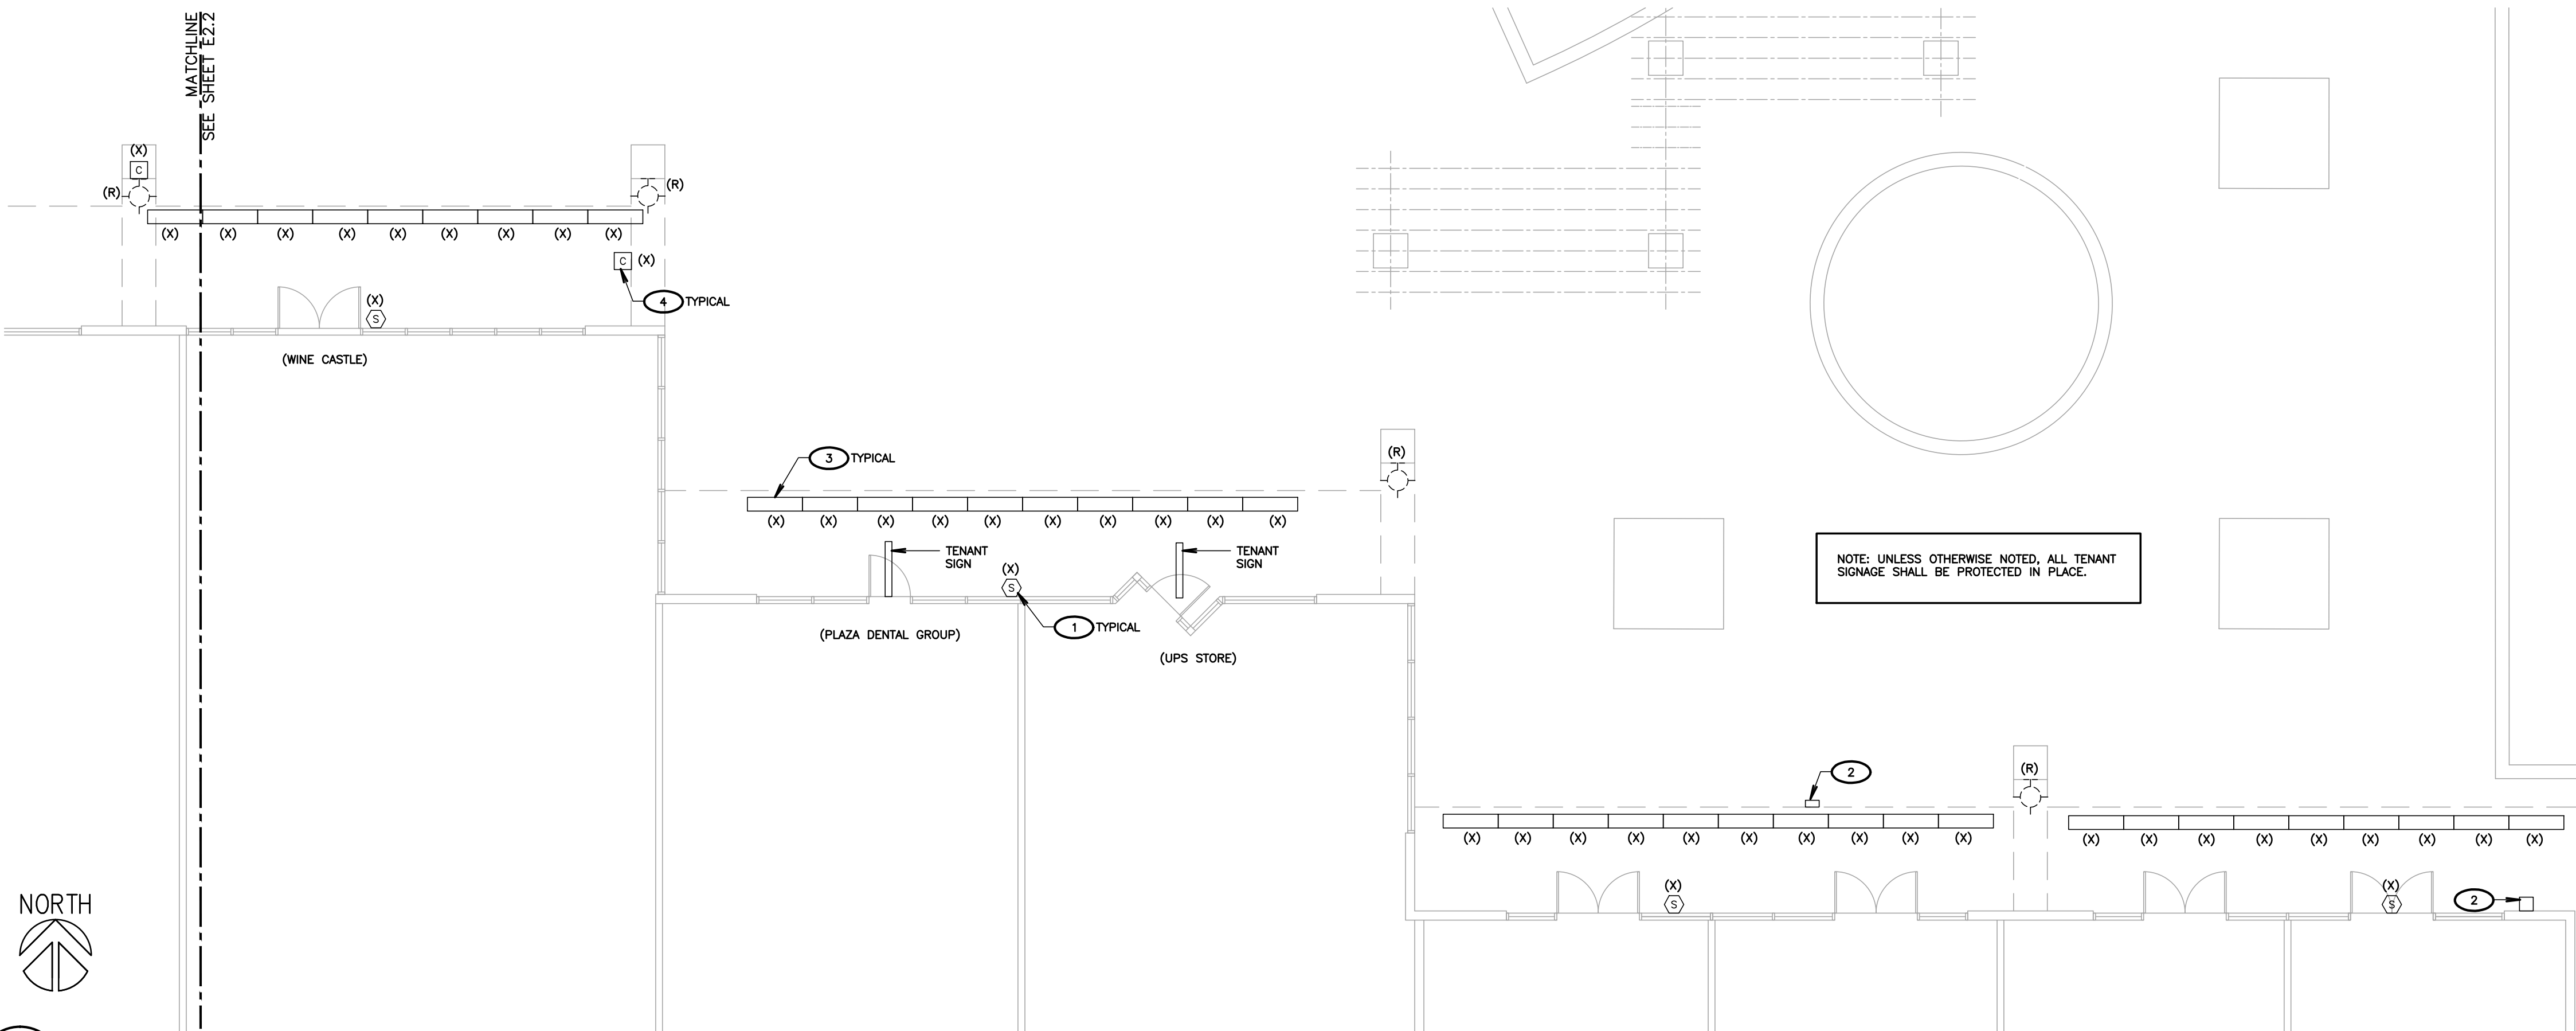 MATCHLINE
SEE SHEET E2.2
(X)
C
(R)
(R)
(X) (X) (X) (X) (X) (X) (X) (X) (X)
C (X)
4 TYPICAL
(X)
S
(WINE CASTLE)
(R)
3 TYPICAL
(X) (X) (X) (X) (X) (X) (X) (X) (X) (X)
TENANT
SIGN
TENANT
SIGN
(X)
S
1 TYPICAL
(PLAZA DENTAL GROUP)
(UPS STORE)
NOTE: UNLESS OTHERWISE NOTED, ALL TENANT
SIGNAGE SHALL BE PROTECTED IN PLACE.
2
(R)
(X) (X) (X) (X) (X) (X) (X) (X) (X) (X)
(X) (X) (X) (X) (X) (X) (X) (X) (X)
(X)
S
(X)
S
2
NORTH